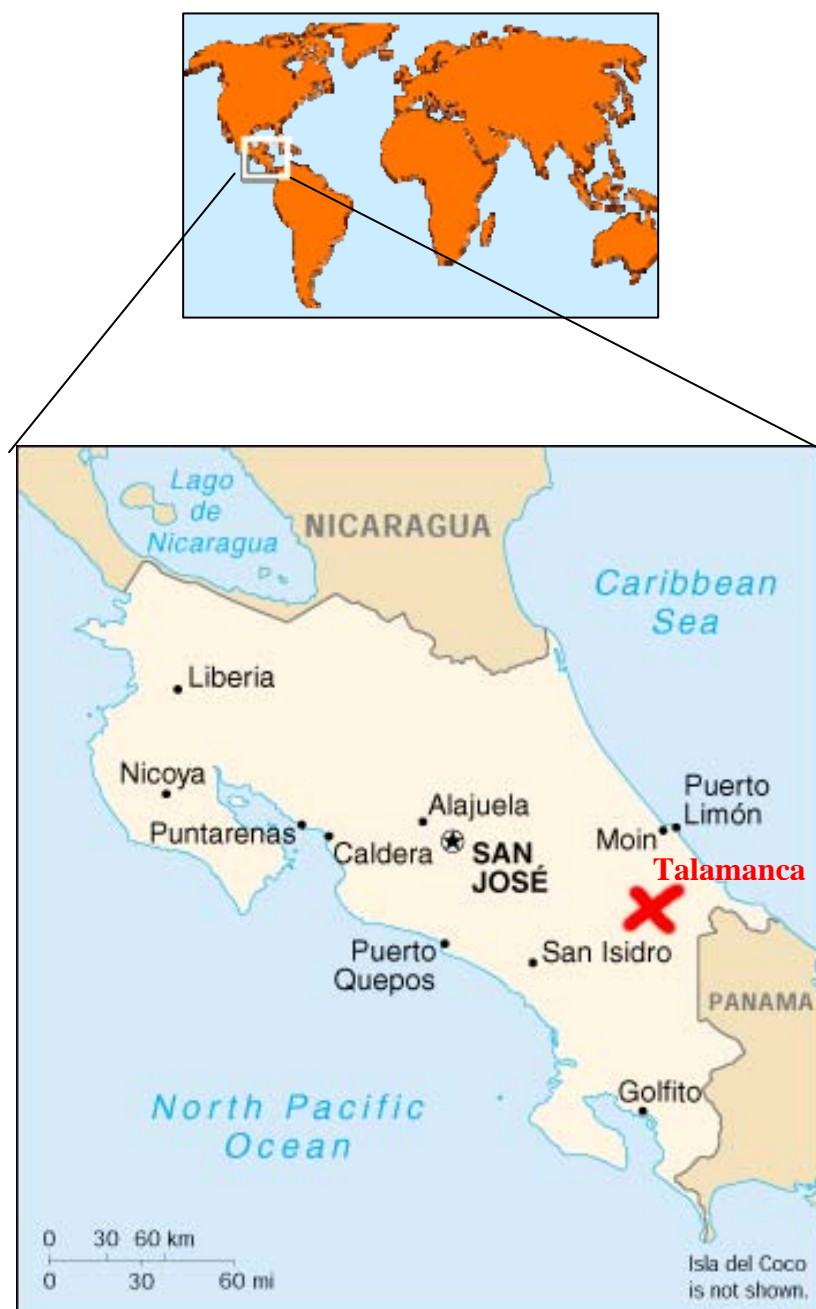 Lago
de
Nicaragua
NICARAGUA
Caribbean
Sea
Liberia
Nicoya
Puntarenas
Caldera
Alajuela
SAN
JOSÉ
Puerto
Limón
Moin
Talamanca
Puerto
Quepos
San Isidro
PANAMA
Golfito
North Pacific
Ocean
0 30 60 km
0 30 60 mi
Isla del Coco
is not shown.